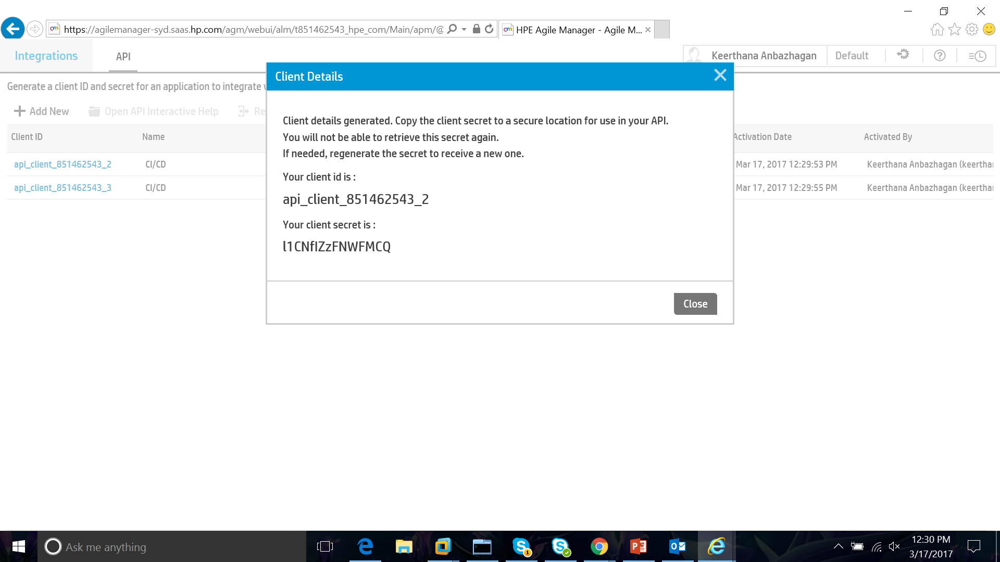 https://agilemanager-syd.saas.hp.com/agm/webui/alm/t851462543_hpe_com/Main/apm/@
HPE Agile Manager - Agile M...
Integrations
API
Keerthana Anbazhagan
Default
Client Details
Generate a client ID and secret for an application to integrate
Add New
Open API Interactive Help
Re
Client ID
Name
Activation Date
Activated By
api_client_851462543_2
CI/CD
Mar 17, 2017 12:29:53 PM
Keerthana Anbazhagan (keertha
api_client_851462543_3
CI/CD
Mar 17, 2017 12:29:55 PM
Keerthana Anbazhagan (keertha
Client details generated. Copy the client secret to a secure location for use in your API.
You will not be able to retrieve this secret again.
If needed, regenerate the secret to receive a new one.
Your client id is :
api_client_851462543_2
Your client secret is :
l1CNfIZzFNWFMCQ
Close
Ask me anything
12:30 PM
3/17/2017